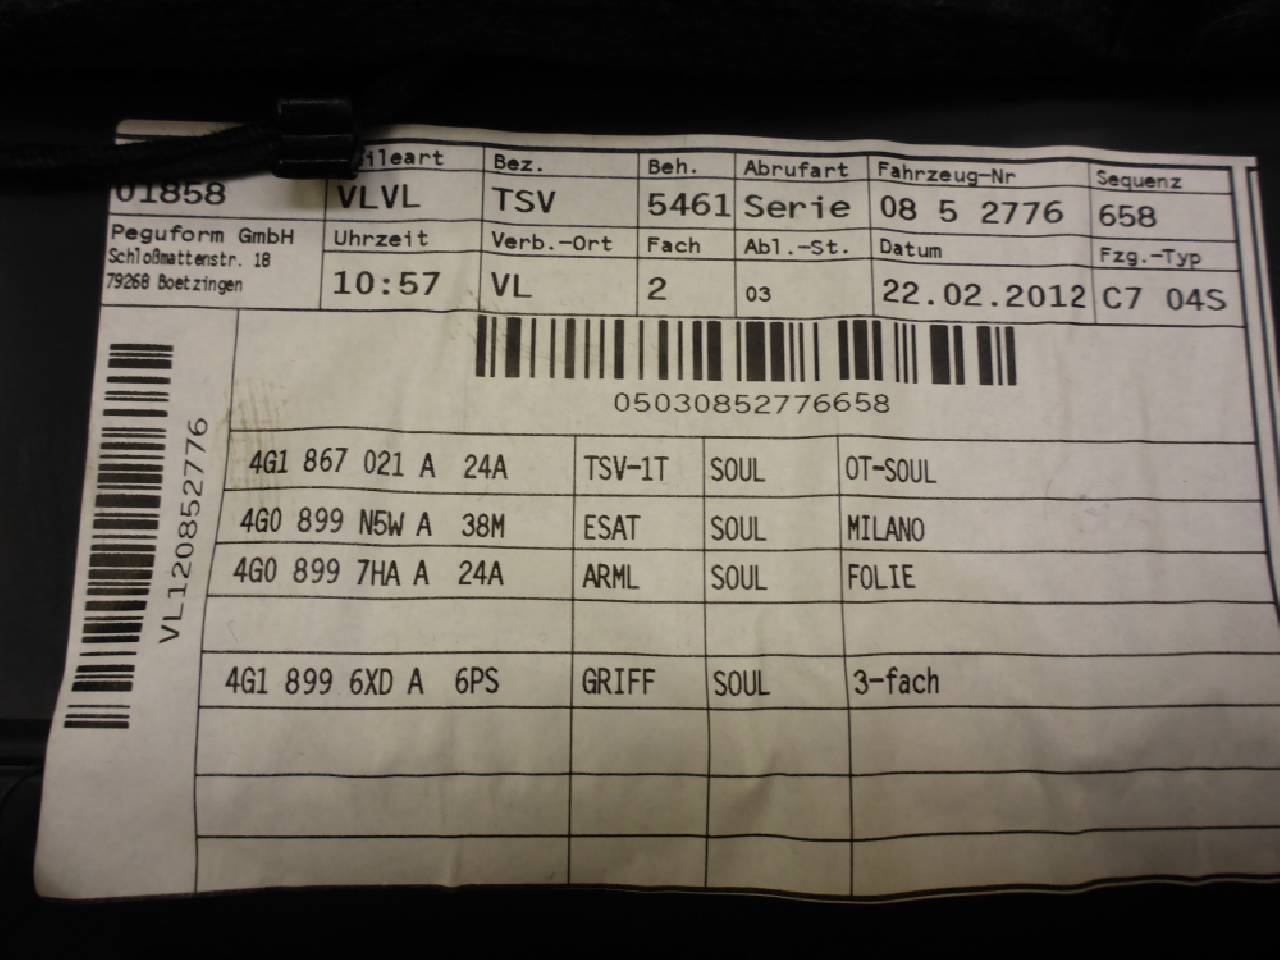 Bez. Beh. Abrufart Fahrzeug-Nr Sequenz
01858 VLVL TSV 5461 Serie 08 5 2776 658
Peguform GmbH Uhrzeit Verb.-Ort Fach Abl.-St. Datum Fzg.-Typ
Schloßmattenstr. 18
79268 Boetzingen 10:57 VL 2 03 22.02.2012 C7 04S
05030852776658
VL120852776
4G1 867 021 A 24A TSV-1T SOUL OT-SOUL
4G0 899 N5W A 38M ESAT SOUL MILANO
4G0 899 7HA A 24A ARML SOUL FOLIE
4G1 899 6XD A 6PS GRIFF SOUL 3-fach